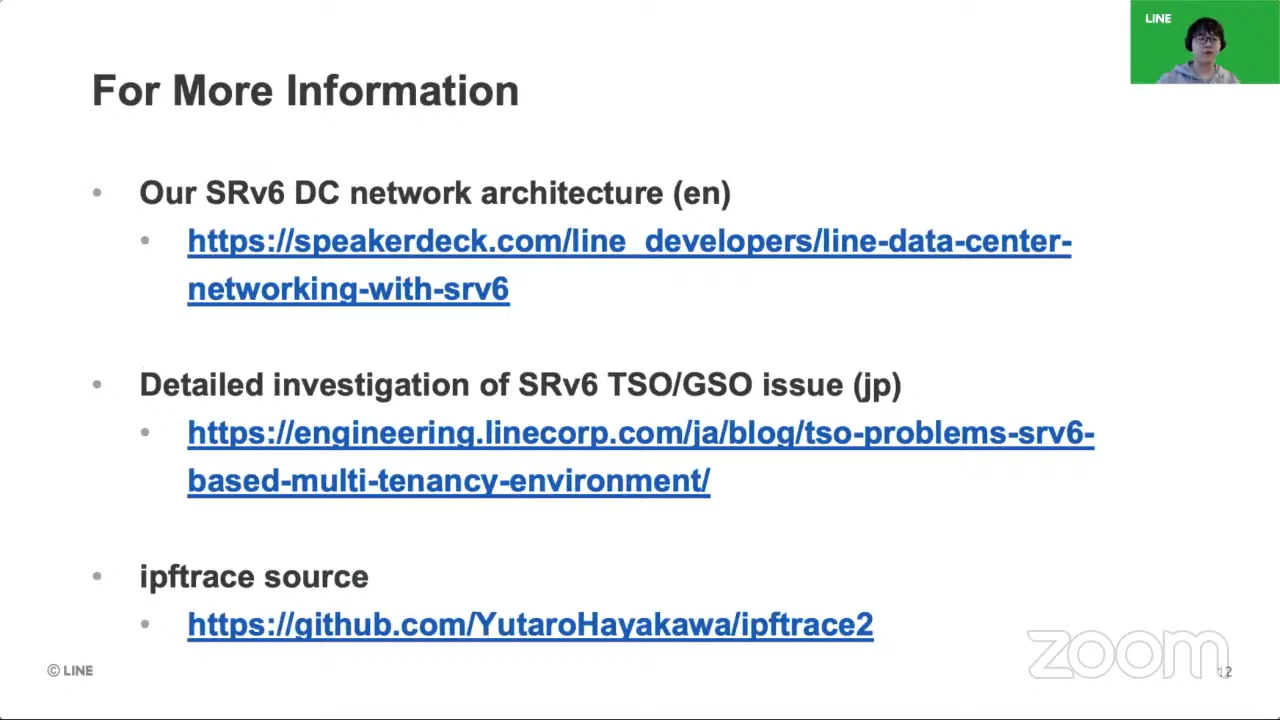 LINE
For More Information
• Our SRv6 DC network architecture (en)
• https://speakerdeck.com/line_developers/line-data-center-
networking-with-srv6
• Detailed investigation of SRv6 TSO/GSO issue (jp)
• https://engineering.linecorp.com/ja/blog/tso-problems-srv6-
based-multi-tenancy-environment/
• ipftrace source
• https://github.com/YutaroHayakawa/ipftrace2
© LINE
zoom
12